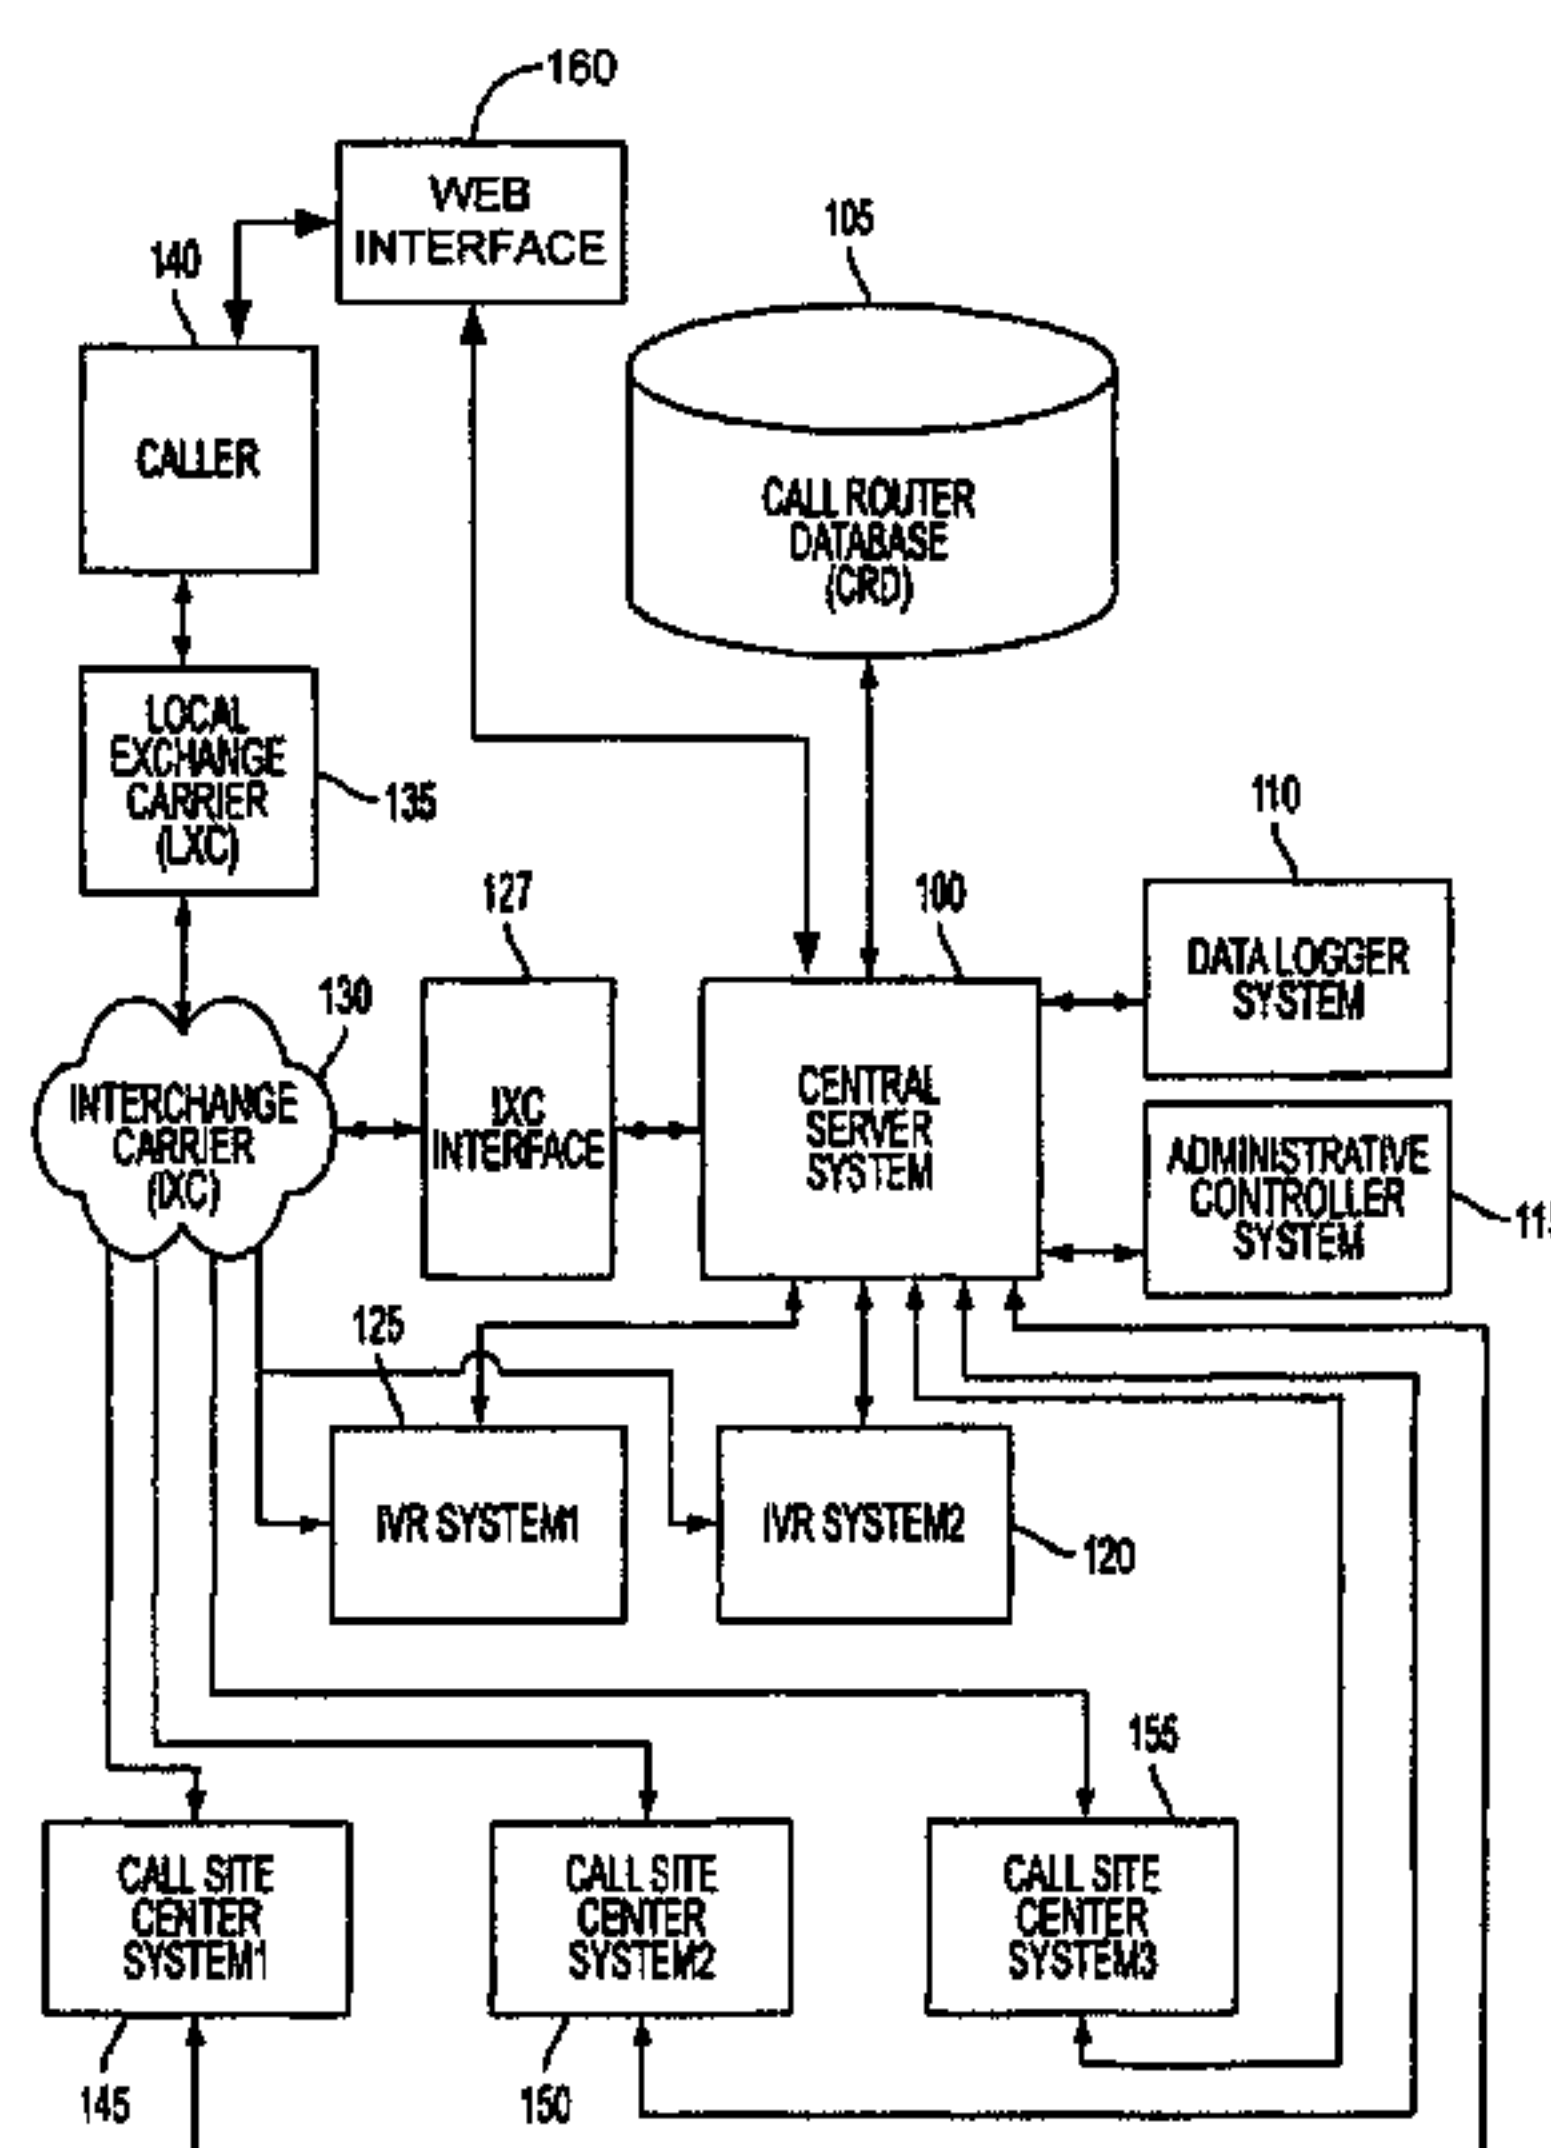 160
WEB
INTERFACE
105
140
CALLER
CALL ROUTER
DATABASE
(CRD)
LOCAL
EXCHANGE
CARRIER
(LXC)
135
110
127
100
DATA LOGGER
SYSTEM
130
INTERCHANGE
CARRIER
(IXC)
IXC
INTERFACE
CENTRAL
SERVER
SYSTEM
ADMINISTRATIVE
CONTROLLER
SYSTEM
125
IVR SYSTEM1
IVR SYSTEM2
120
155
CALL SITE
CENTER
SYSTEM1
CALL SITE
CENTER
SYSTEM2
CALL SITE
CENTER
SYSTEM3
145
150